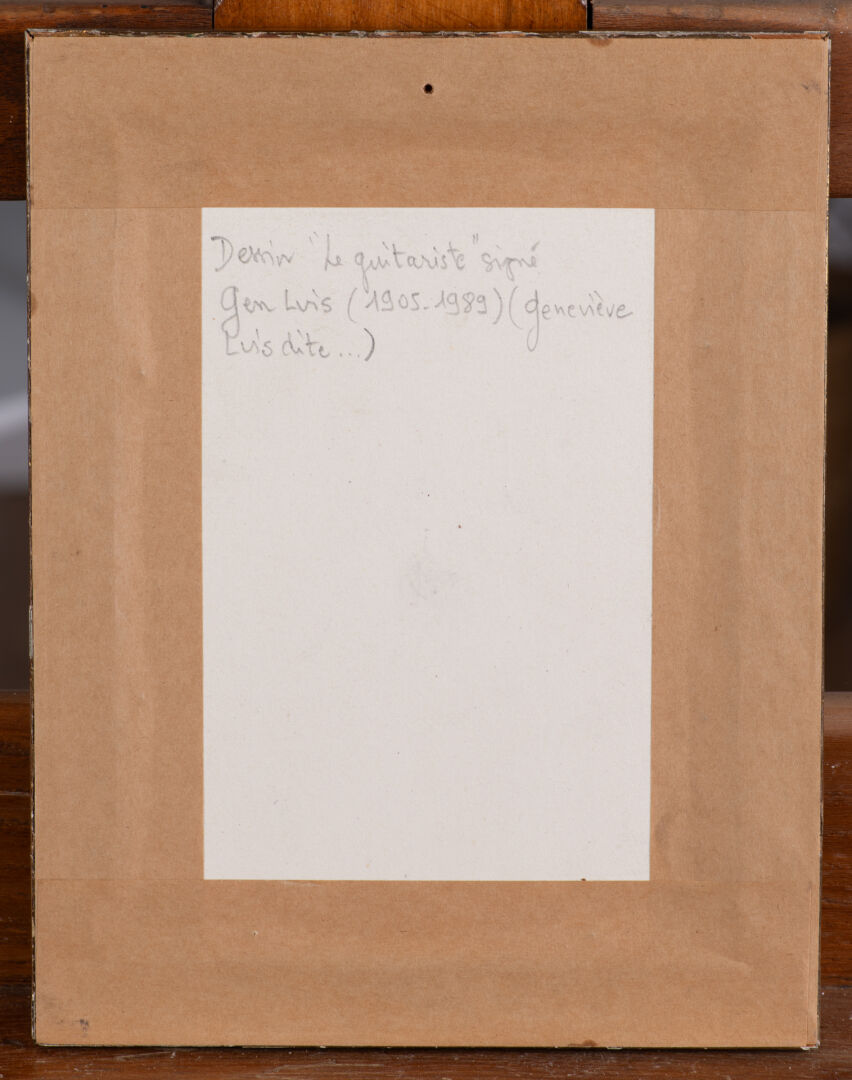 Dessin "Le guitariste" signé
Gen Luis (1905-1989) (Geneviève
Luis dite...)